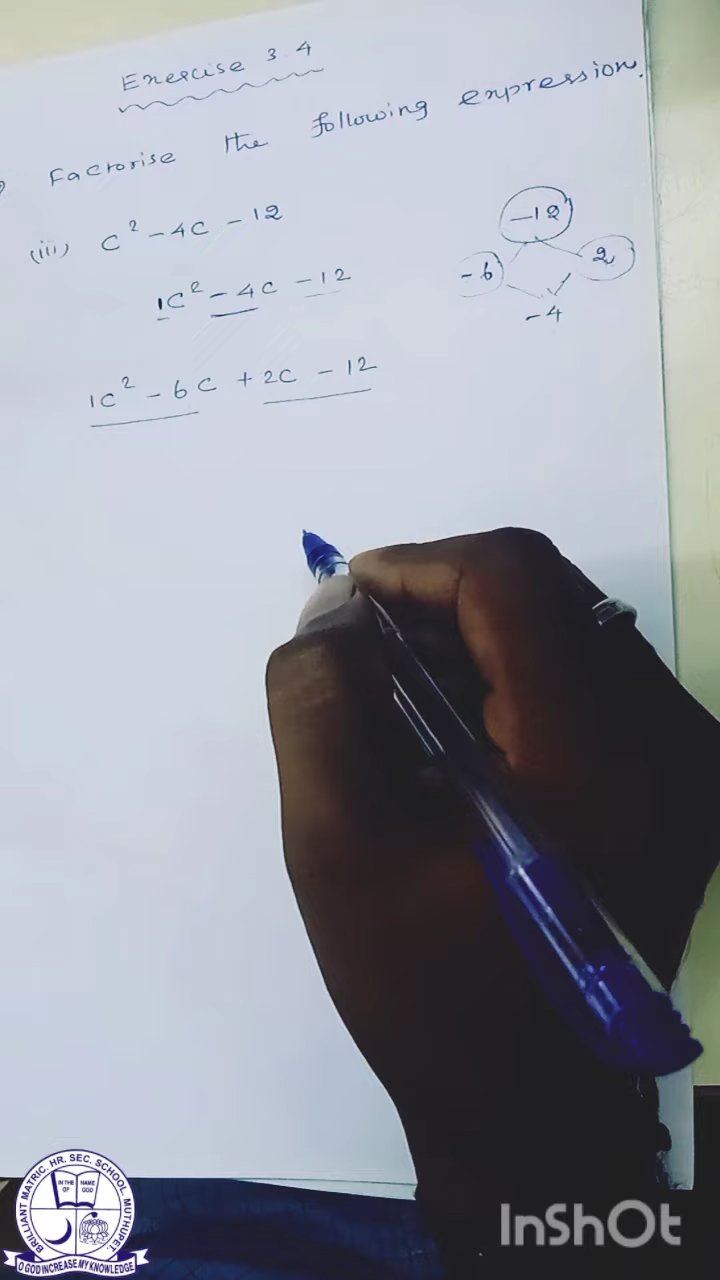 Exercise 3.4
Factorise the following expression.
(iii) c² - 4c - 12
1c² - 4c - 12
-12
-6 2
-4
1c² - 6c + 2c - 12
BRILLIANT MATRIC. HR. SEC. SCHOOL, MUTHUPET.
IN THE NAME
OF GOD
O GOD INCREASE MY KNOWLEDGE
InShOt